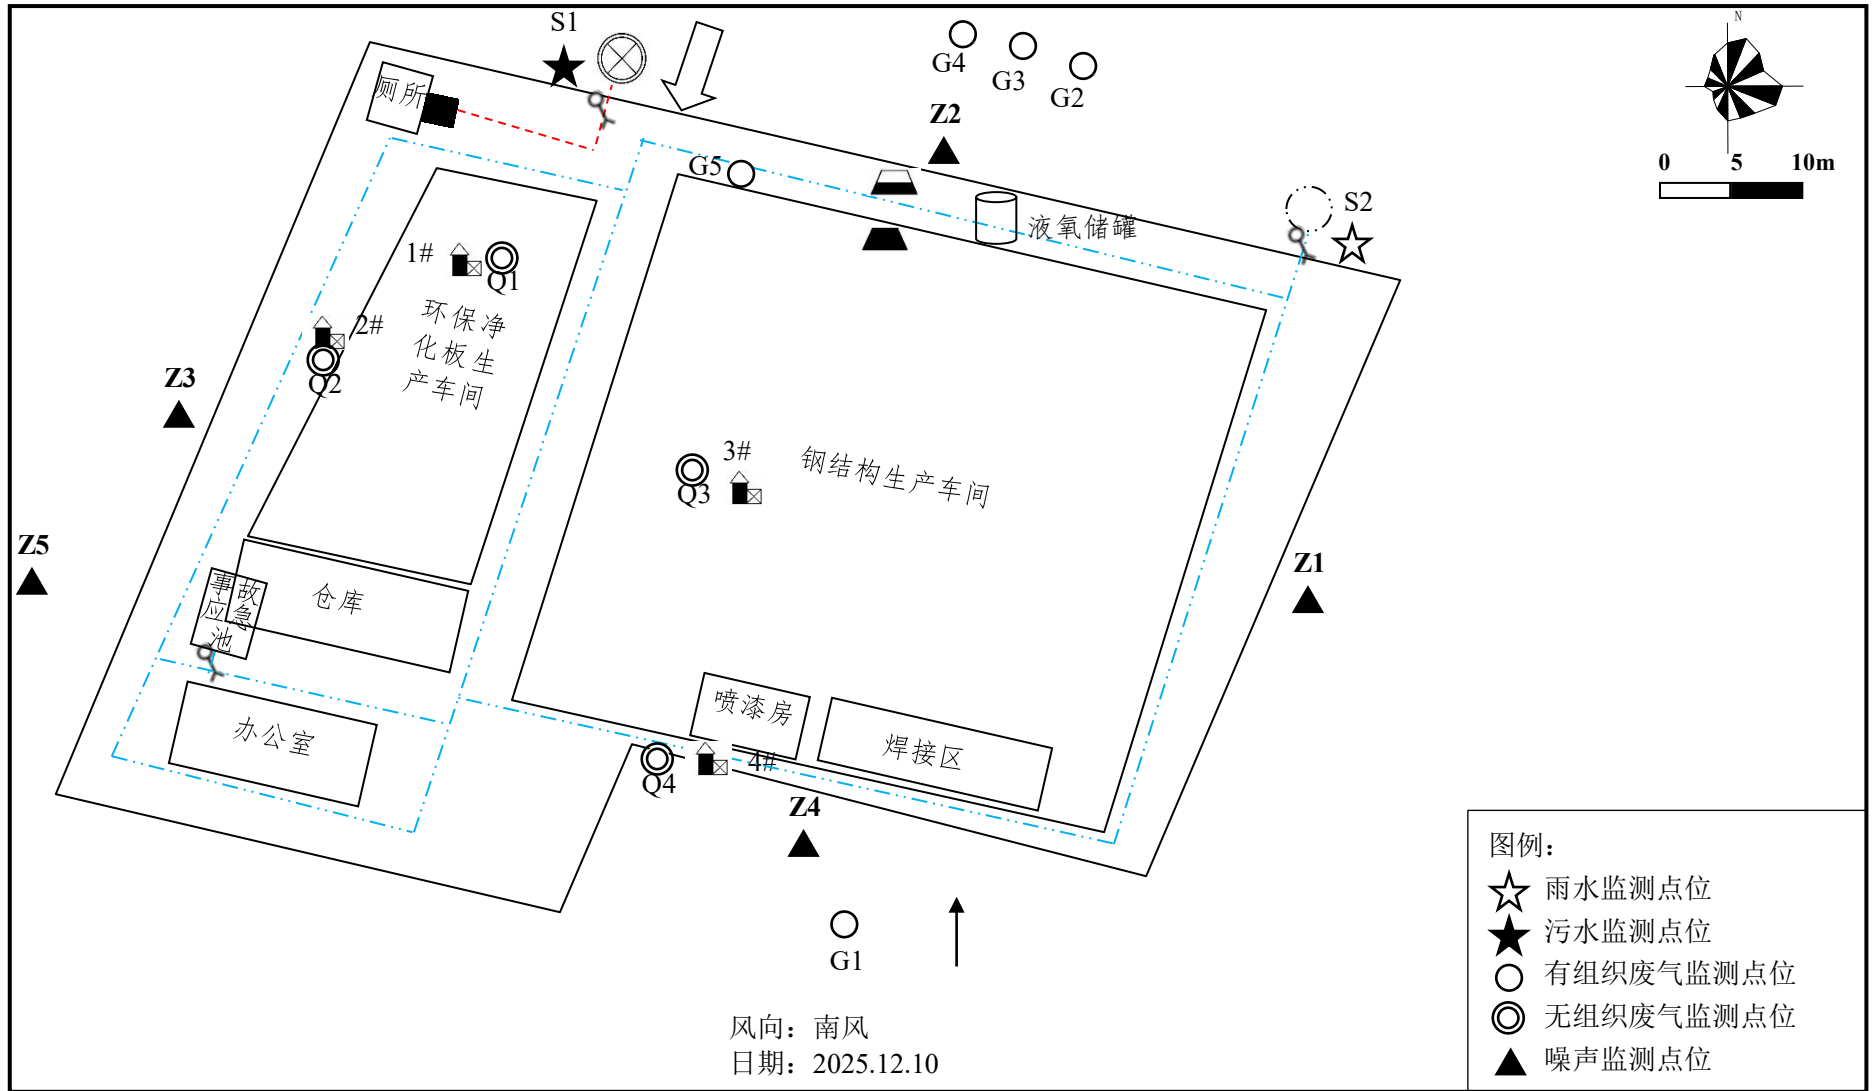 S1
N
G4
G3
G2
厕所
Z2
0 5 10m
G5
S2
液氧储罐
1#
Q1
2#
环保净
化板生
产车间
Q2
Z3
3#
Q3
钢结构生产车间
Z5
Z1
事故
应急
池
仓库
喷漆房
办公室
焊接区
4#
Q4
Z4
G1
图例：
雨水监测点位
污水监测点位
有组织废气监测点位
无组织废气监测点位
噪声监测点位
风向：南风
日期：2025.12.10